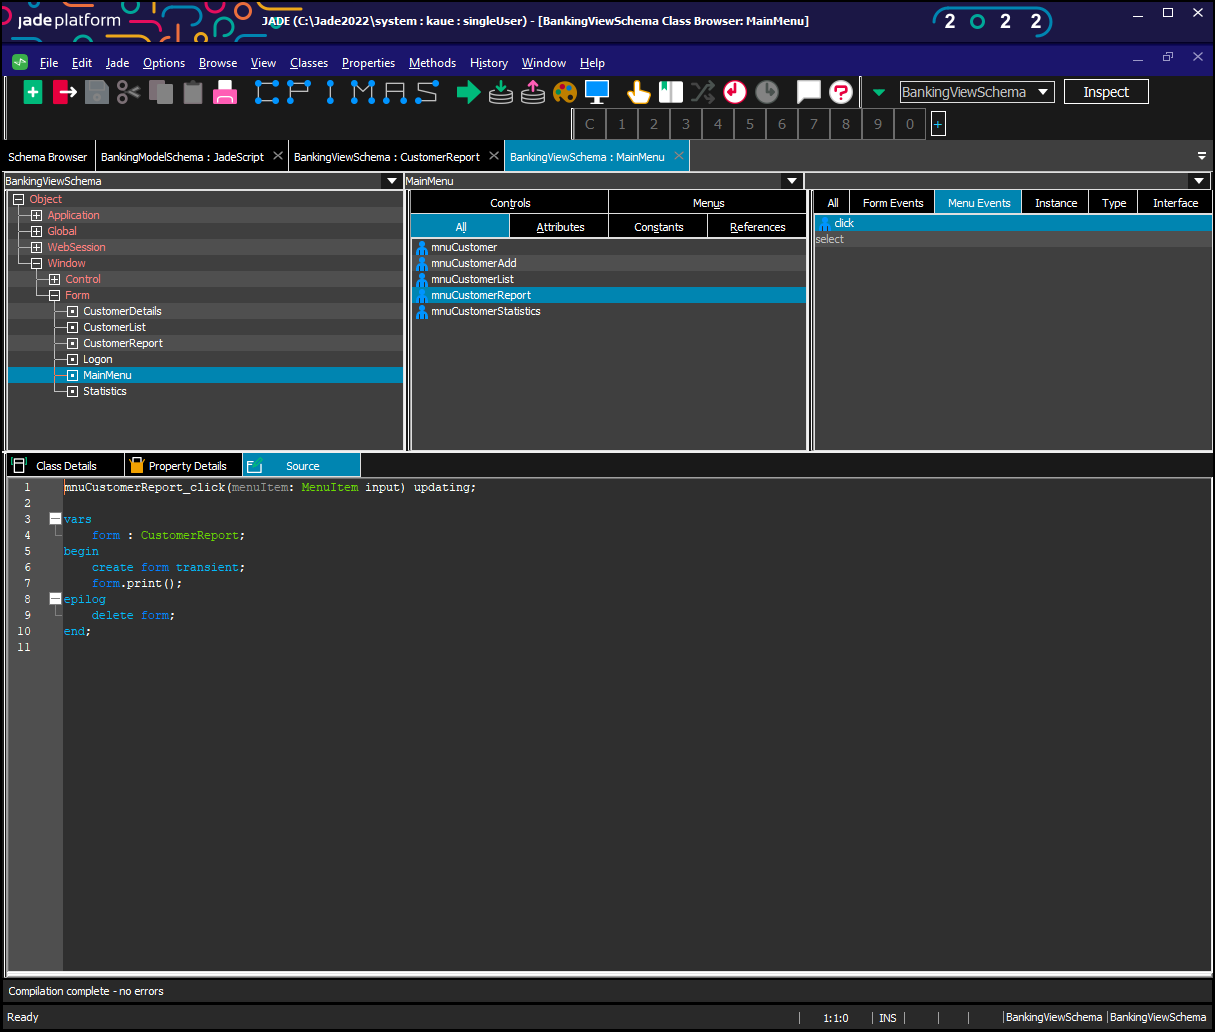 jadeplatform
JADE (C:\Jade2022\system : kaue : singleUser) - [BankingViewSchema Class Browser: MainMenu]
2 0 2 2
File Edit Jade Options Browse View Classes Properties Methods History Window Help
C P I M A S
BankingViewSchema
Inspect
C 1 2 3 4 5 6 7 8 9 0 +
Schema Browser
BankingModelSchema : JadeScript
BankingViewSchema : CustomerReport
BankingViewSchema : MainMenu
BankingViewSchema
MainMenu
Object
Application
Global
WebSession
Window
Control
Form
CustomerDetails
CustomerList
CustomerReport
Logon
MainMenu
Statistics
Controls Menus
All Attributes Constants References
mnuCustomer
mnuCustomerAdd
mnuCustomerList
mnuCustomerReport
mnuCustomerStatistics
All Form Events Menu Events Instance Type Interface
click
select
Class Details Property Details Source
1 mnuCustomerReport_click(menuItem: MenuItem input) updating;
2
3 vars
4 form : CustomerReport;
5 begin
6 create form transient;
7 form.print();
8 epilog
9 delete form;
10 end;
11
Compilation complete - no errors
Ready
1:1:0
INS
BankingViewSchema
BankingViewSchema